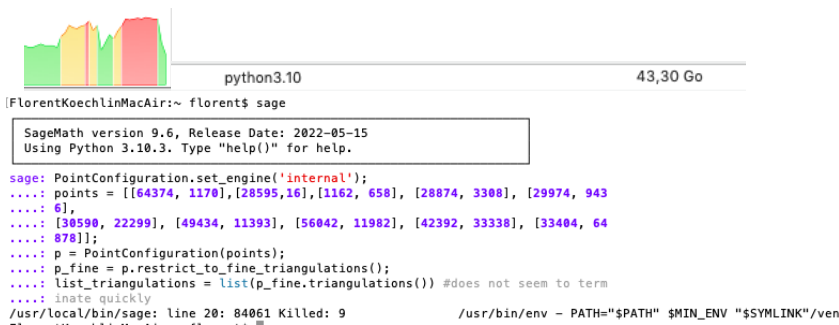 python3.10 43,30 Go
[FlorentKoechlinMacAir:~ florent$ sage
SageMath version 9.6, Release Date: 2022-05-15
Using Python 3.10.3. Type "help()" for help.
sage: PointConfiguration.set_engine('internal');
....: points = [[64374, 1170],[28595,16],[1162, 658], [28874, 3308], [29974, 943
....: 6],
....: [30590, 22299], [49434, 11393], [56042, 11982], [42392, 33338], [33404, 64
....: 878]];
....: p = PointConfiguration(points);
....: p_fine = p.restrict_to_fine_triangulations();
....: list_triangulations = list(p_fine.triangulations()) #does not seem to term
....: inate quickly
/usr/local/bin/sage: line 20: 84061 Killed: 9 /usr/bin/env - PATH="$PATH" $MIN_ENV "$SYMLINK"/ven
FlorentKoechlinMacAir:~ florent$